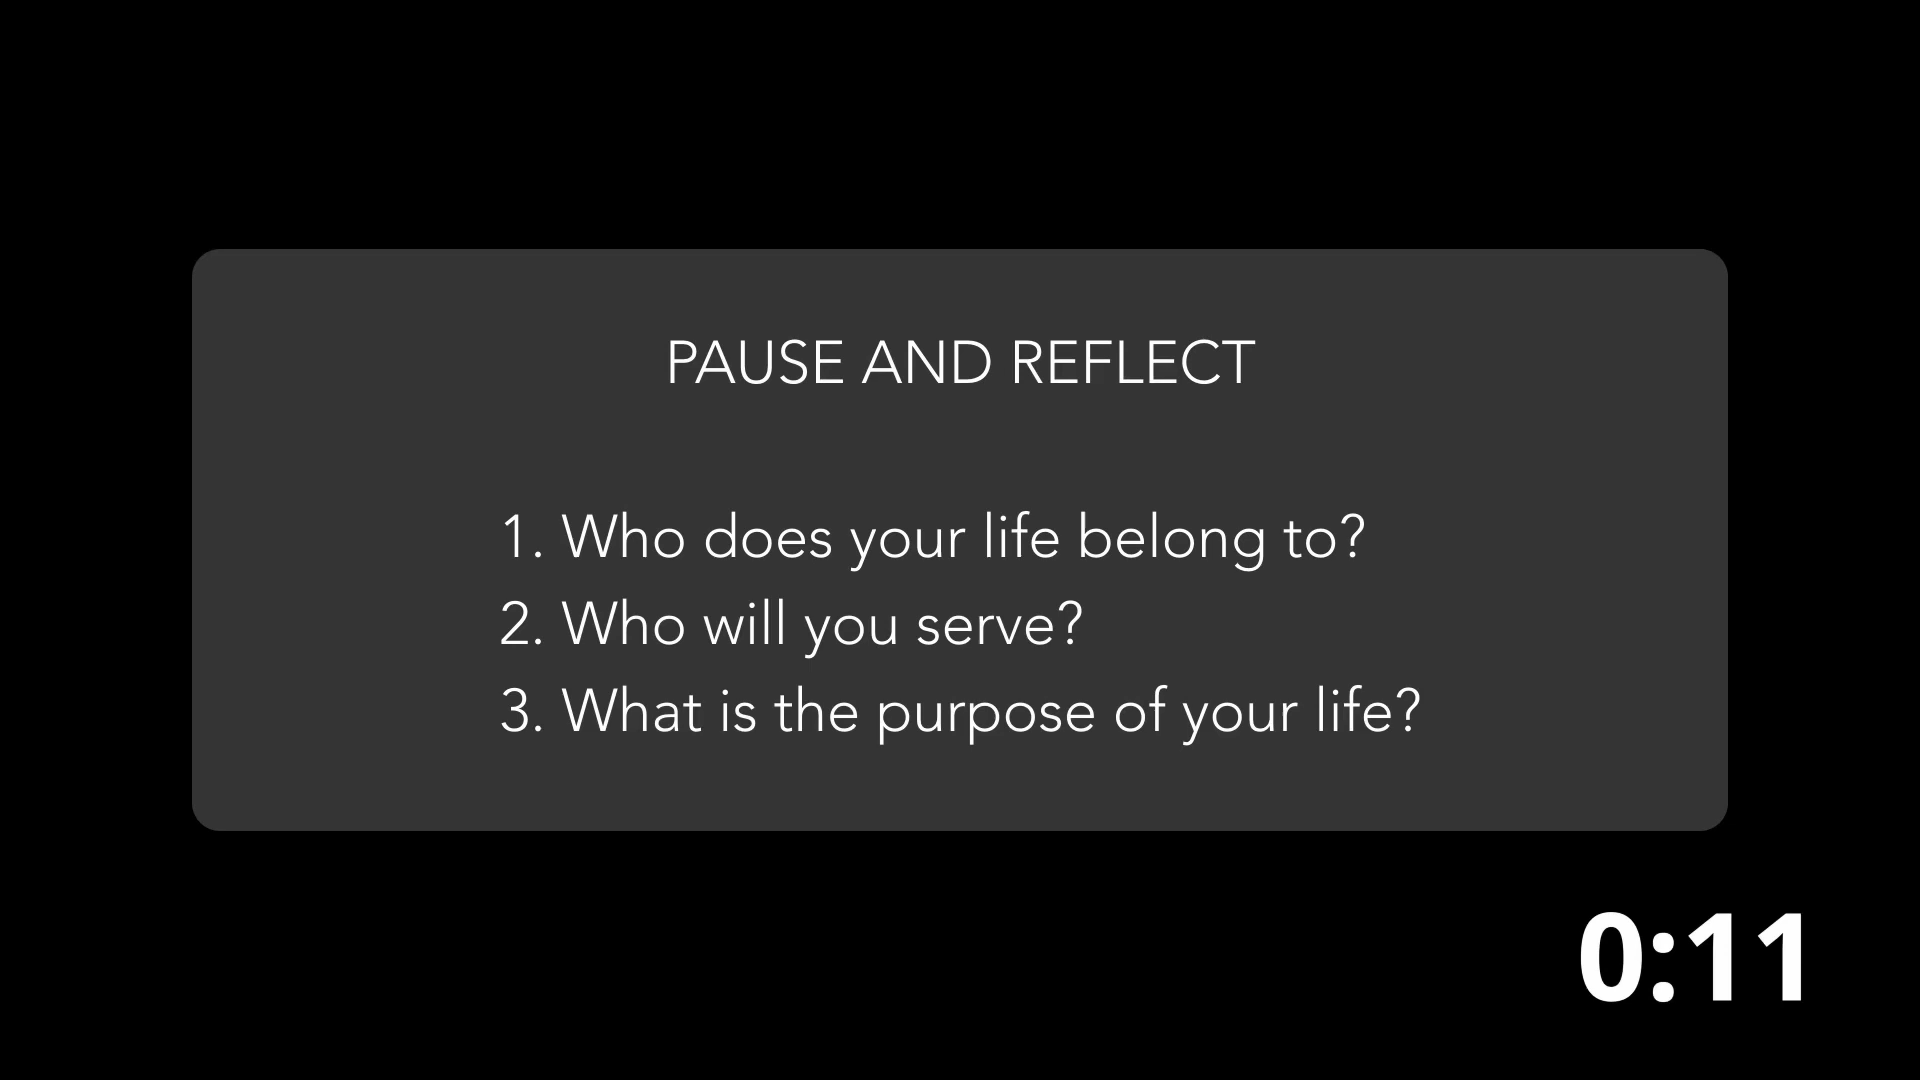 PAUSE AND REFLECT
1. Who does your life belong to?
2. Who will you serve?
3. What is the purpose of your life?
0:11